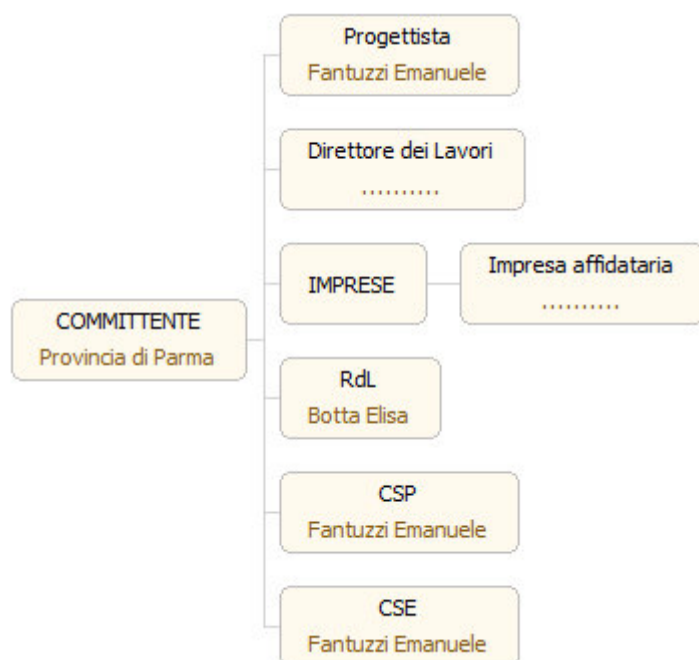 Progettista
Fantuzzi Emanuele
Direttore dei Lavori
..........
IMPRESE
Impresa affidataria
..........
COMMITTENTE
Provincia di Parma
RdL
Botta Elisa
CSP
Fantuzzi Emanuele
CSE
Fantuzzi Emanuele